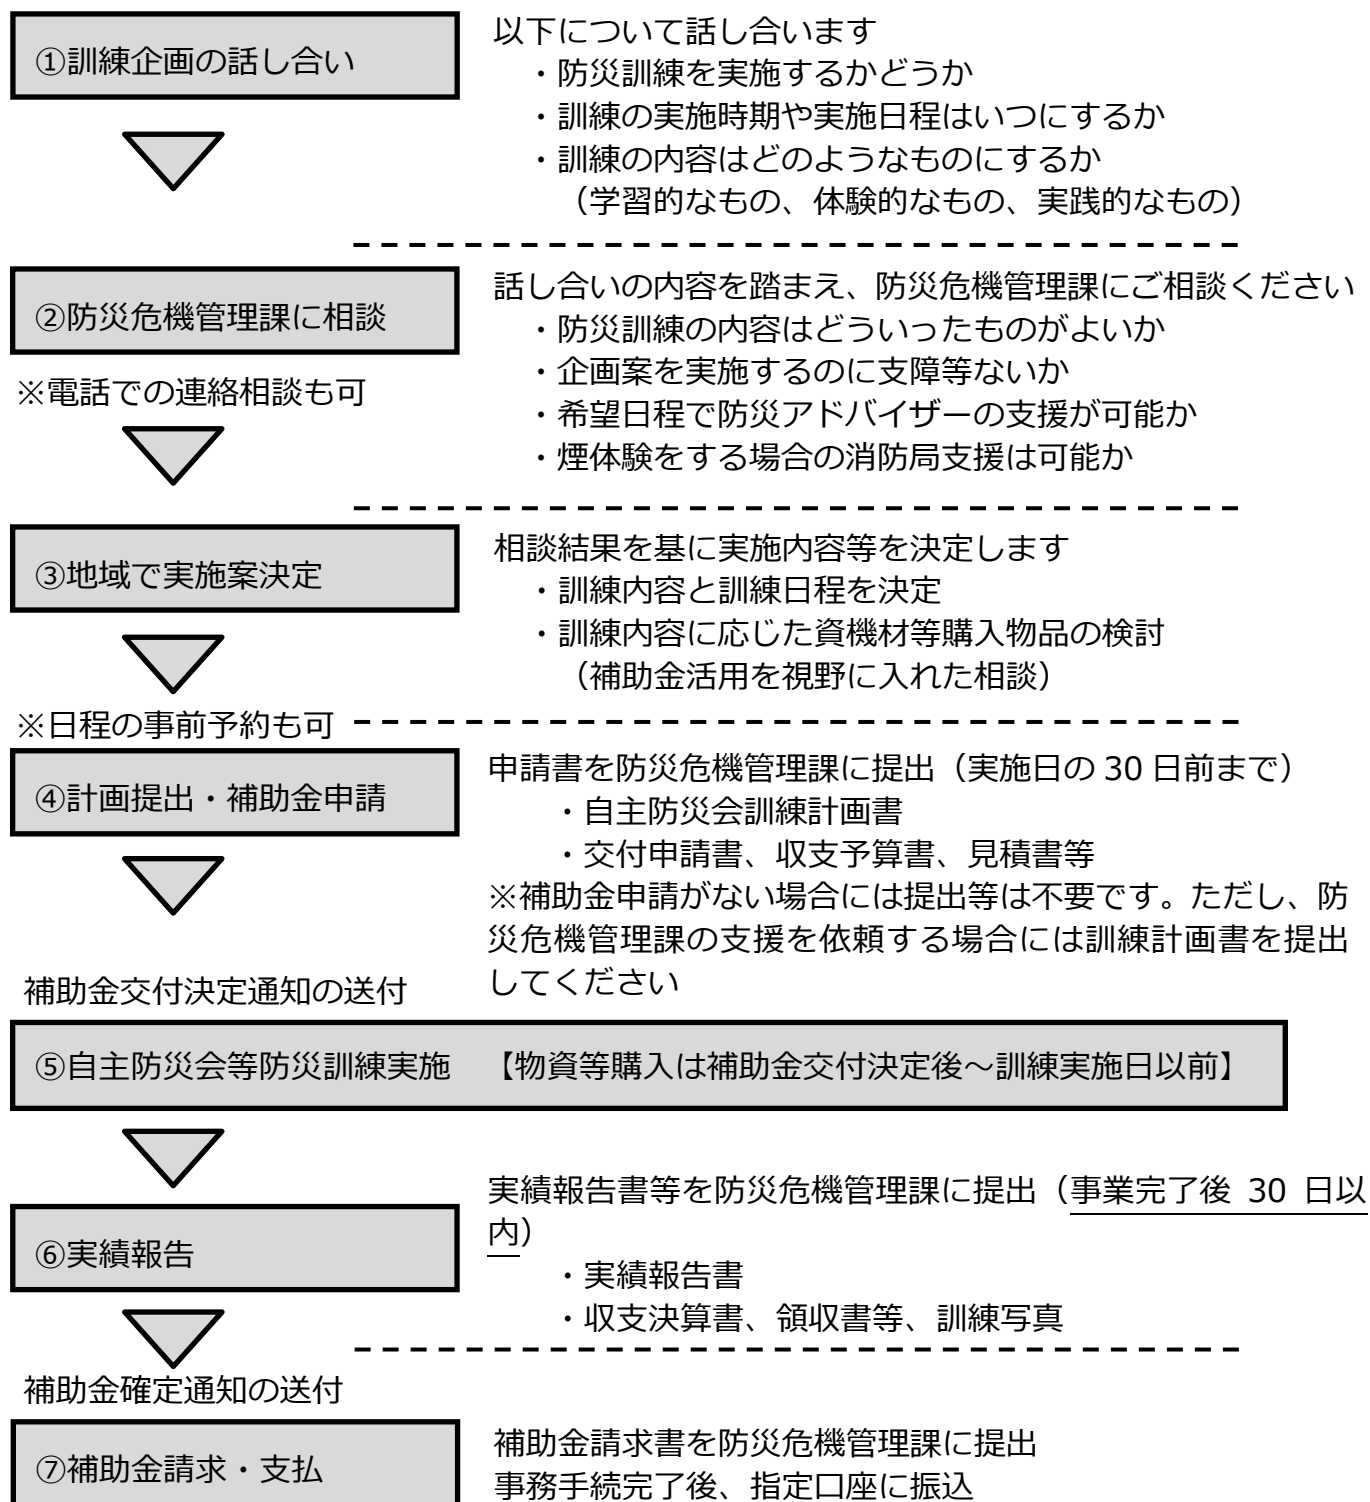 ①訓練企画の話し合い
以下について話し合います
・防災訓練を実施するかどうか
・訓練の実施時期や実施日程はいつにするか
・訓練の内容はどのようなものにするか
（学習的なもの、体験的なもの、実践的なもの）
②防災危機管理課に相談
※電話での連絡相談も可
話し合いの内容を踏まえ、防災危機管理課にご相談ください
・防災訓練の内容はどういったものがよいか
・企画案を実施するのに支障等ないか
・希望日程で防災アドバイザーの支援が可能か
・煙体験をする場合の消防局支援は可能か
③地域で実施案決定
相談結果を基に実施内容等を決定します
・訓練内容と訓練日程を決定
・訓練内容に応じた資機材等購入物品の検討
（補助金活用を視野に入れた相談）
※日程の事前予約も可
④計画提出・補助金申請
申請書を防災危機管理課に提出（実施日の 30 日前まで）
・自主防災会訓練計画書
・交付申請書、収支予算書、見積書等
※補助金申請がない場合には提出等は不要です。ただし、防
災危機管理課の支援を依頼する場合には訓練計画書を提出
してください
補助金交付決定通知の送付
⑤自主防災会等防災訓練実施　【物資等購入は補助金交付決定後～訓練実施日以前】
⑥実績報告
実績報告書等を防災危機管理課に提出（事業完了後 30 日以
内）
・実績報告書
・収支決算書、領収書等、訓練写真
補助金確定通知の送付
⑦補助金請求・支払
補助金請求書を防災危機管理課に提出
事務手続完了後、指定口座に振込